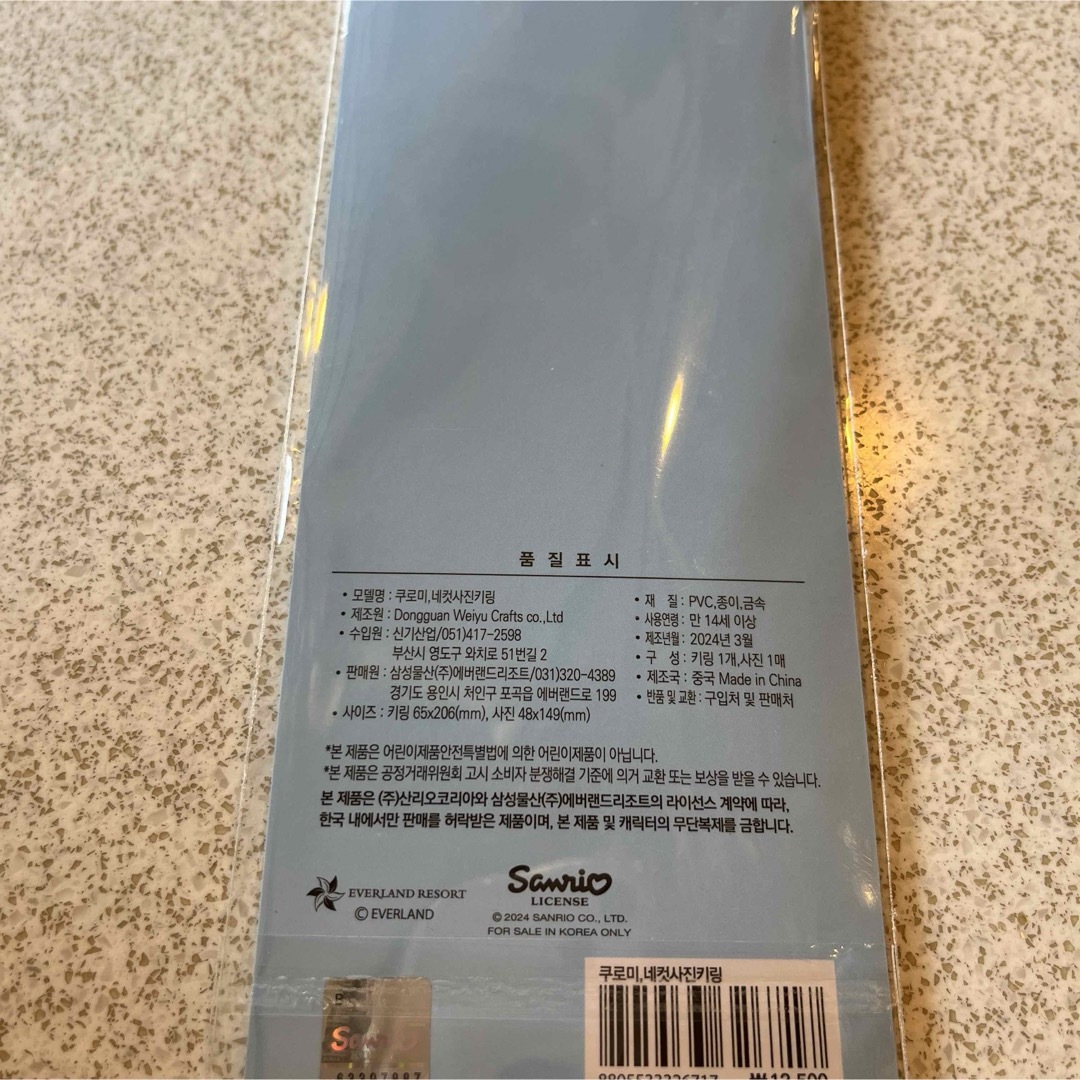 품 질 표 시
• 모델명 : 쿠로미,네컷사진키링
• 제조원 : Dongguan Weiyu Crafts co.,Ltd
• 수입원 : 신기산업/051)417-2598
부산시 영도구 와치로 51번길 2
• 판매원 : 삼성물산(주)에버랜드리조트/031)320-4389
경기도 용인시 처인구 포곡읍 에버랜드로 199
• 사이즈 : 키링 65x206(mm), 사진 48x149(mm)
• 재 질 : PVC,종이,금속
• 사용연령 : 만 14세 이상
• 제조년월 : 2024년 3월
• 구 성 : 키링 1개,사진 1매
• 제조국 : 중국 Made in China
• 반품 및 교환 : 구입처 및 판매처
*본 제품은 어린이제품안전특별법에 의한 어린이제품이 아닙니다.
*본 제품은 공정거래위원회 고시 소비자 분쟁해결 기준에 의거 교환 또는 보상을 받을 수 있습니다.
본 제품은 (주)산리오코리아와 삼성물산(주)에버랜드리조트의 라이선스 계약에 따라,
한국 내에서만 판매를 허락받은 제품이며, 본 제품 및 캐릭터의 무단복제를 금합니다.
EVERLAND RESORT
© EVERLAND
Sanrio
LICENSE
© 2024 SANRIO CO., LTD.
FOR SALE IN KOREA ONLY
쿠로미,네컷사진키링
8805533326717 ₩12,500